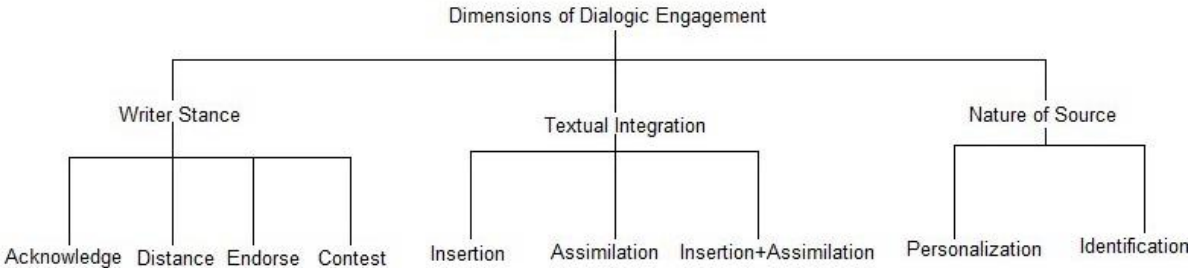 Dimensions of Dialogic Engagement
Writer Stance
Textual Integration
Nature of Source
Acknowledge
Distance
Endorse
Contest
Insertion
Assimilation
Insertion+Assimilation
Personalization
Identification